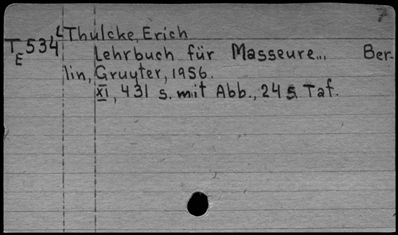 7
T E 534,L Thulcke, Erich
Lehrbuch für Masseure... Ber-
lin, Gruyter, 1956.
XI, 431 s. mit Abb., 24 s. Taf.